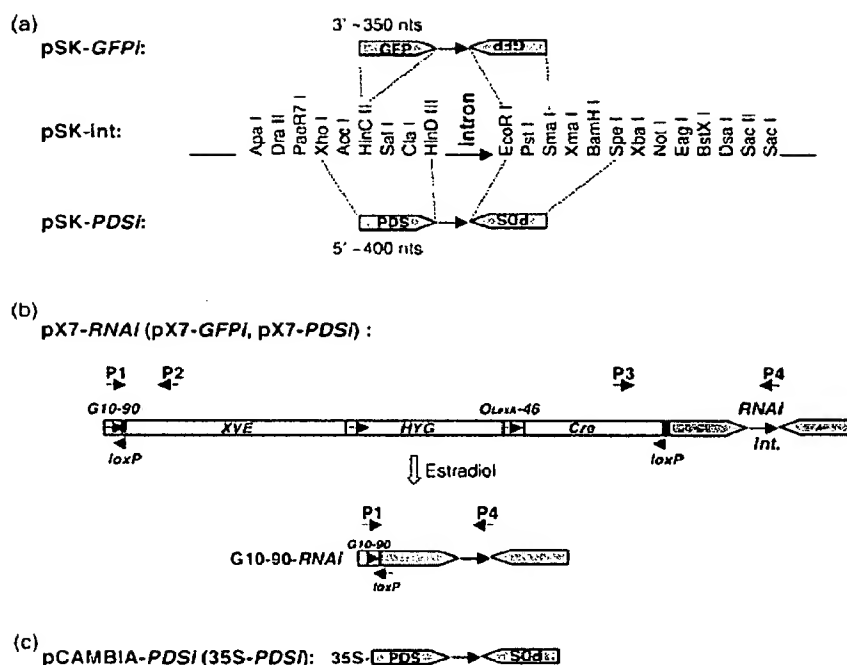 (a)
pSK-GFPi:
3' ~350 nts
GFP
GFP
pSK-int:
Apa I
Dra II
PaeR7 I
Xho I
Acc I
HinC II
Sal I
Cla I
HinD III
Intron
EcoR I
Pst I
Sma I
Xma I
BamH I
Spe I
Xba I
Not I
Eag I
BstX I
Dsa I
Sac II
Sac I
pSK-PDSi:
PDS
PDS
5' ~400 nts
(b)
pX7-RNAi (pX7-GFPi, pX7-PDSi) :
P1 P2 P3 P4
G10-90 OLexA-46 RNAi
XVE HYG Cre
loxP loxP Int.
Estradiol
P1 P4
G10-90
G10-90-RNAi
loxP
(c)
pCAMBIA-PDSi (35S-PDSi): 35S- PDS PDS